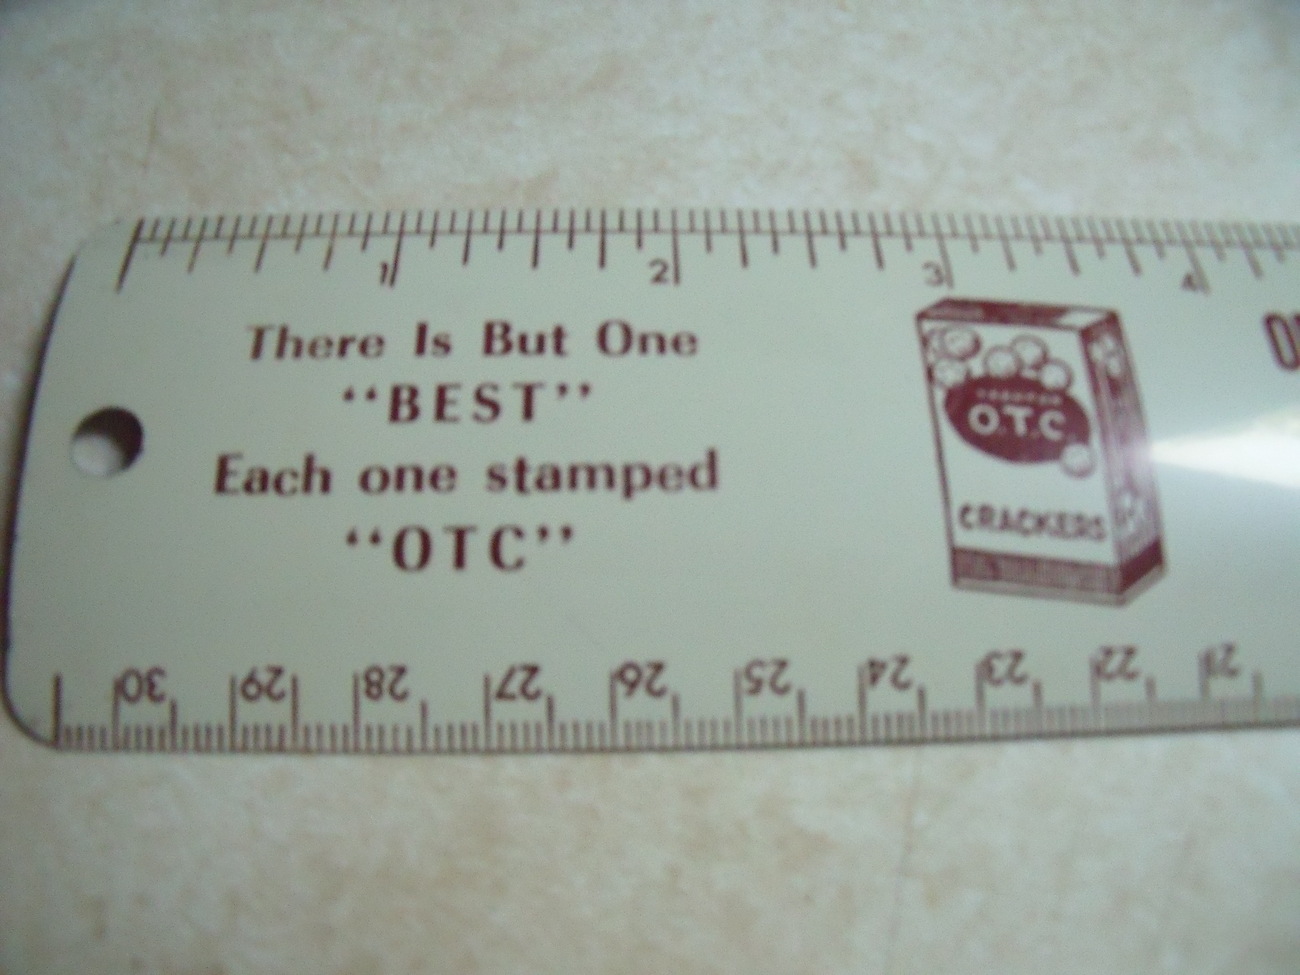 1 2 3 4
There Is But One
“BEST”
Each one stamped
“OTC”
O.T.C.
CRACKERS
30 29 28 27 26 25 24 23 22 21